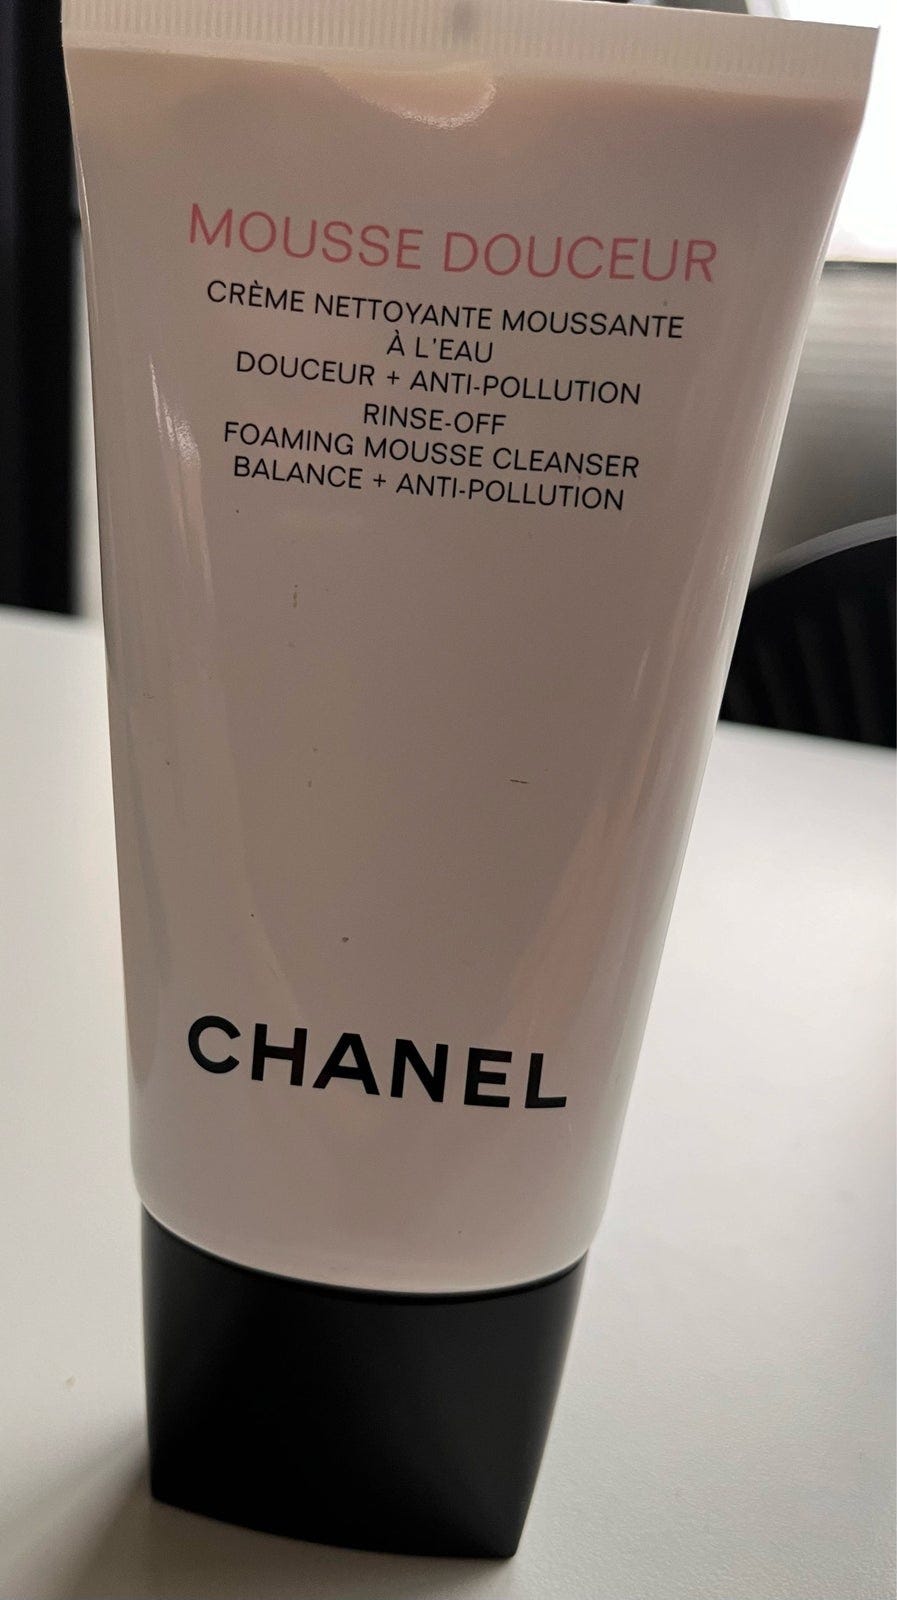 MOUSSE DOUCEUR
CRÈME NETTOYANTE MOUSSANTE
À L'EAU
DOUCEUR + ANTI-POLLUTION
RINSE-OFF
FOAMING MOUSSE CLEANSER
BALANCE + ANTI-POLLUTION
CHANEL